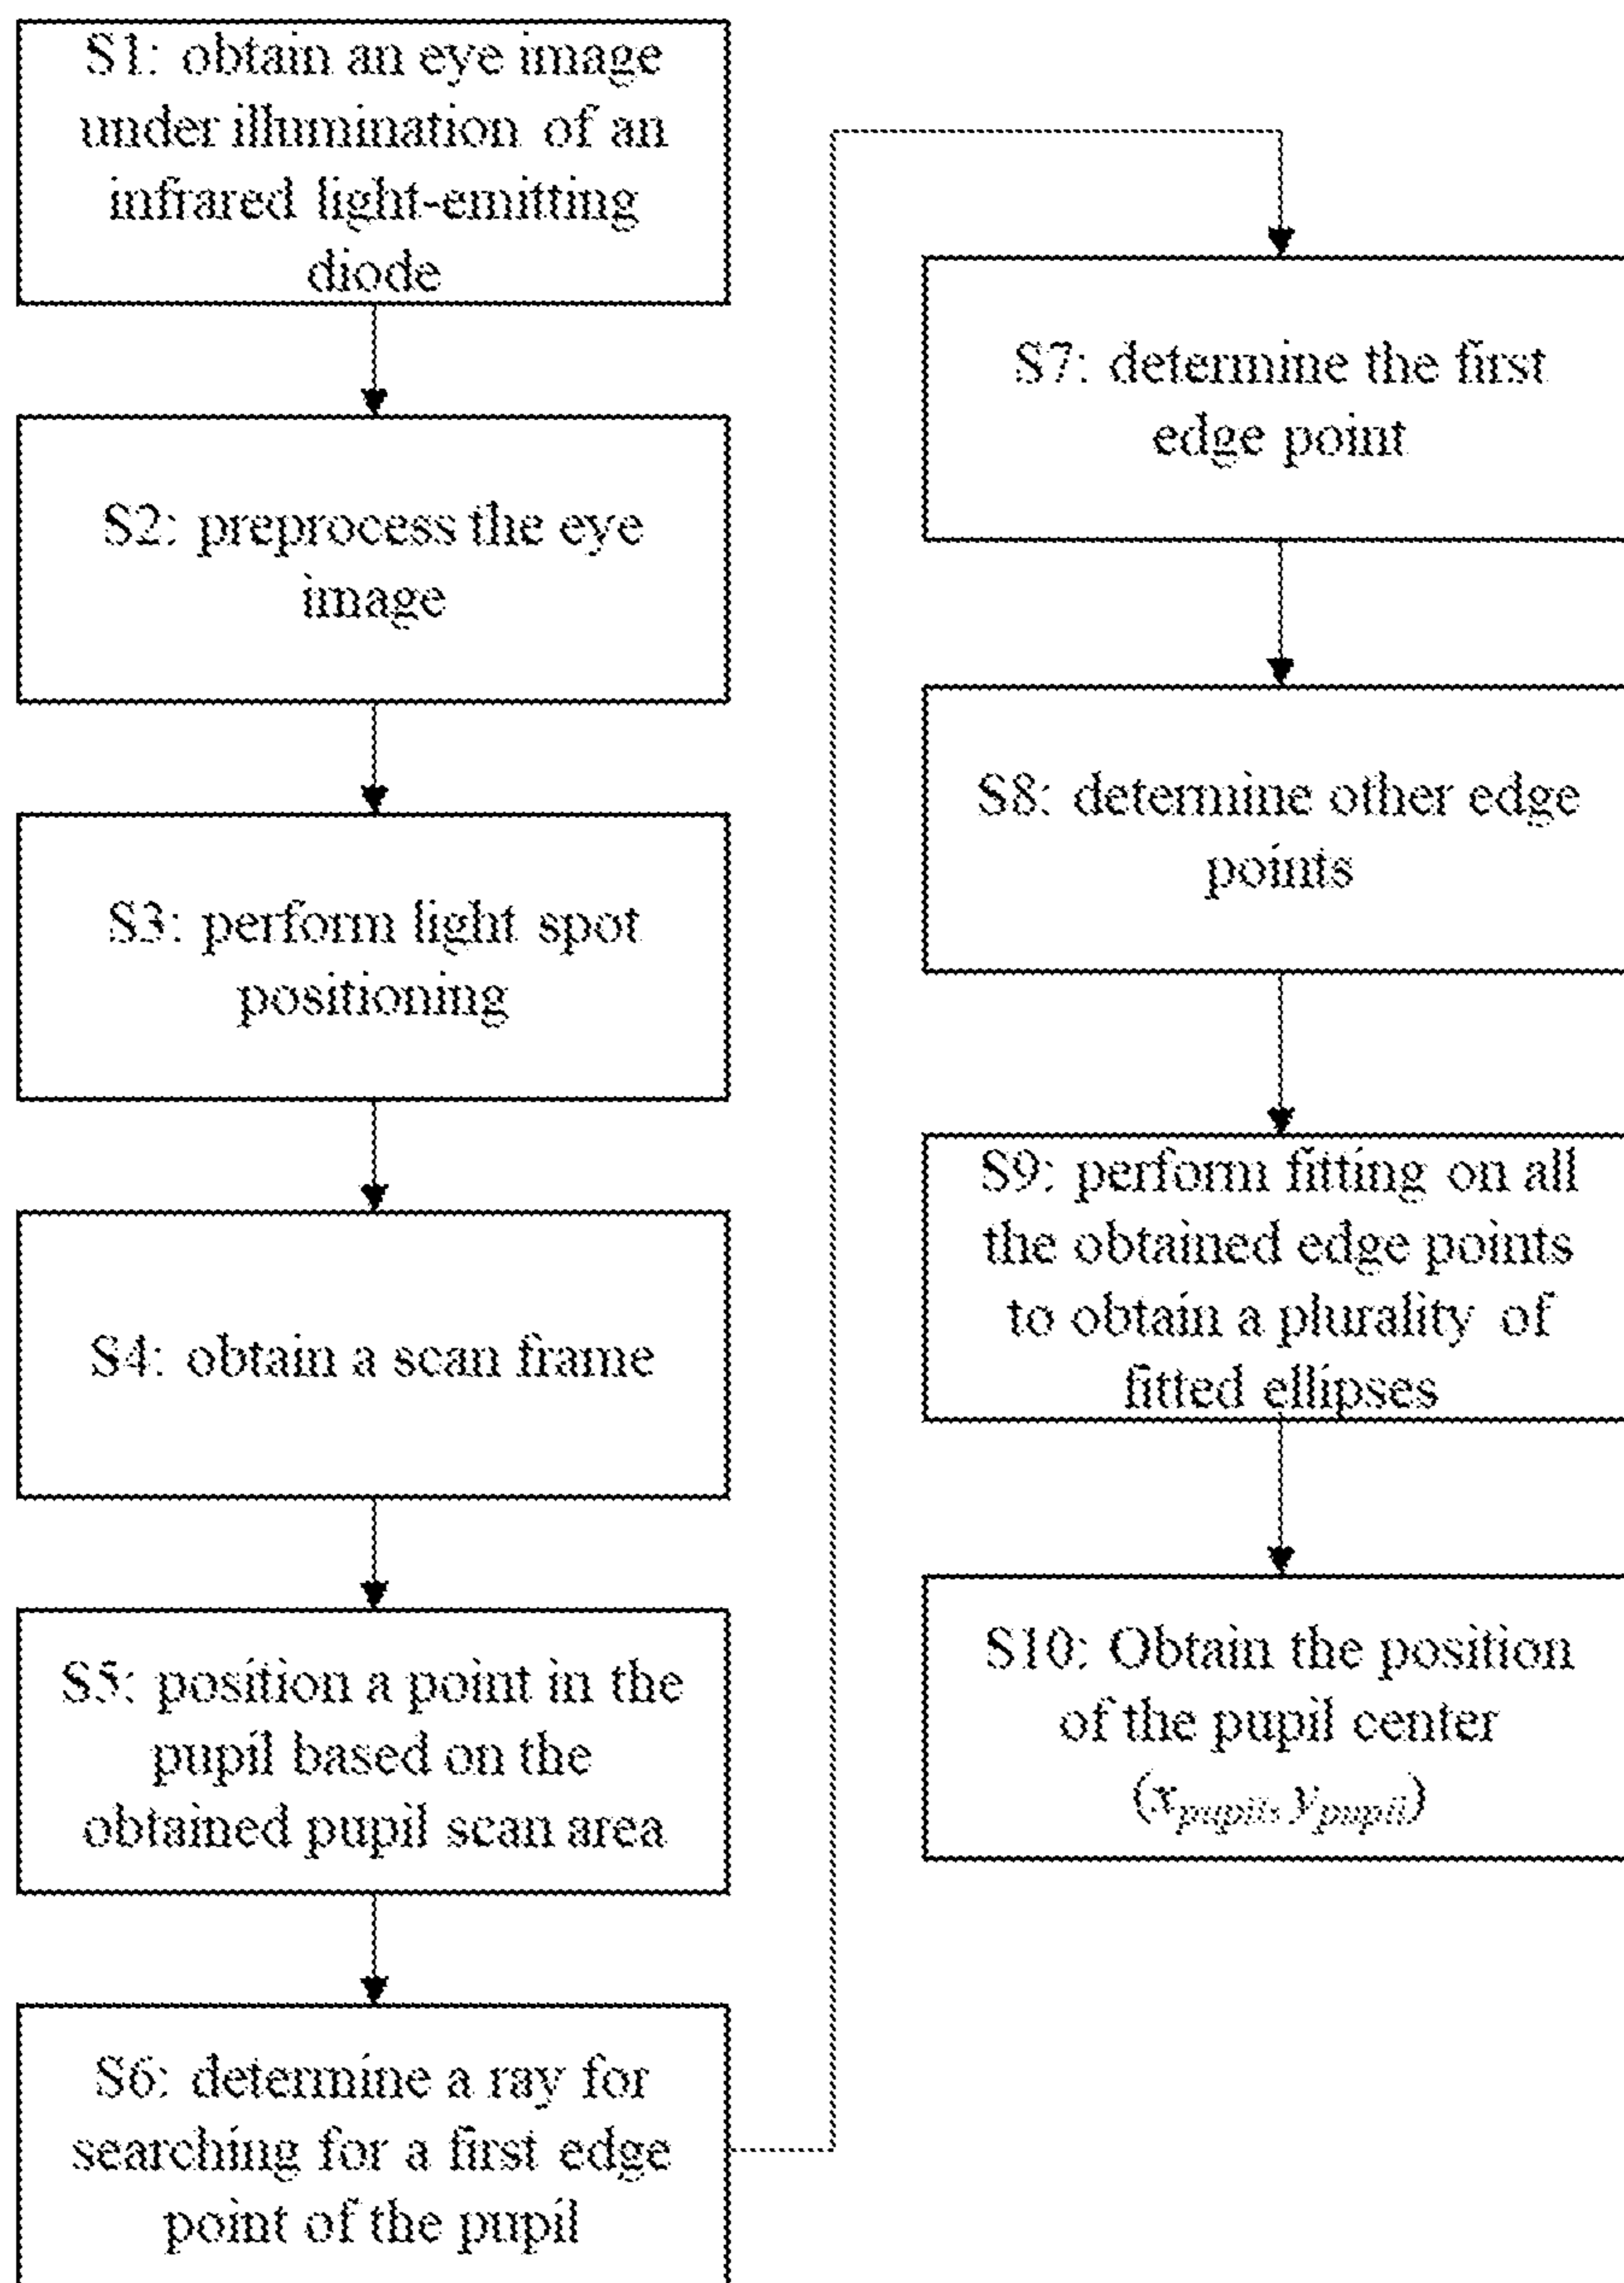 S1: obtain an eye image
under illumination of an
infrared light-emitting
diode
S2: preprocess the eye
image
S3: perform light spot
positioning
S4: obtain a scan frame
S5: position a point in the
pupil based on the
obtained pupil scan area
S6: determine a ray for
searching for a first edge
point of the pupil
S7: determine the first
edge point
S8: determine other edge
points
S9: perform fitting on all
the obtained edge points
to obtain a plurality of
fitted ellipses
S10: Obtain the position
of the pupil center
(x_pupil, y_pupil)